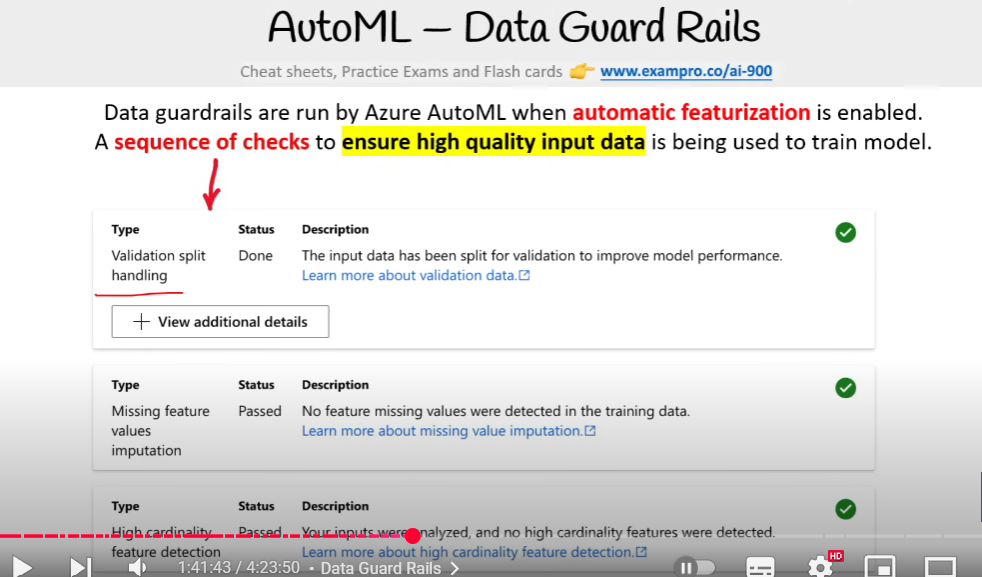 AutoML – Data Guard Rails
Cheat sheets, Practice Exams and Flash cards 👉 www.exampro.co/ai-900
Data guardrails are run by Azure AutoML when automatic featurization is enabled.
A sequence of checks to ensure high quality input data is being used to train model.
Type Status Description
Validation split Done The input data has been split for validation to improve model performance.
handling Learn more about validation data.
+ View additional details
Type Status Description
Missing feature Passed No feature missing values were detected in the training data.
values Learn more about missing value imputation.
imputation
Type Status Description
High cardinality Passed Your inputs were analyzed, and no high cardinality features were detected.
feature detection Learn more about high cardinality feature detection.
1:41:43 / 4:23:50 • Data Guard Rails
HD